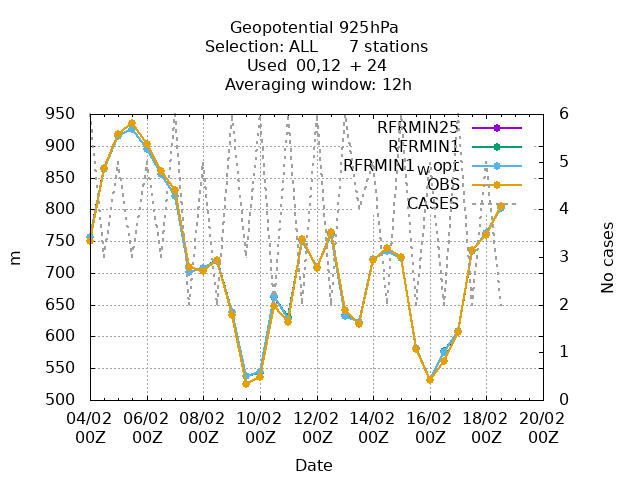 Geopotential 925hPa
Selection: ALL 7 stations
Used 00,12 + 24
Averaging window: 12h
950
900
850
800
750
700
650
600
550
500
m
6
5
4
3
2
1
0
No cases
RFRMIN25
RFRMIN1
RFRMIN1w opt
OBS
CASES
04/02 06/02 08/02 10/02 12/02 14/02 16/02 18/02 20/02
00Z 00Z 00Z 00Z 00Z 00Z 00Z 00Z 00Z
Date